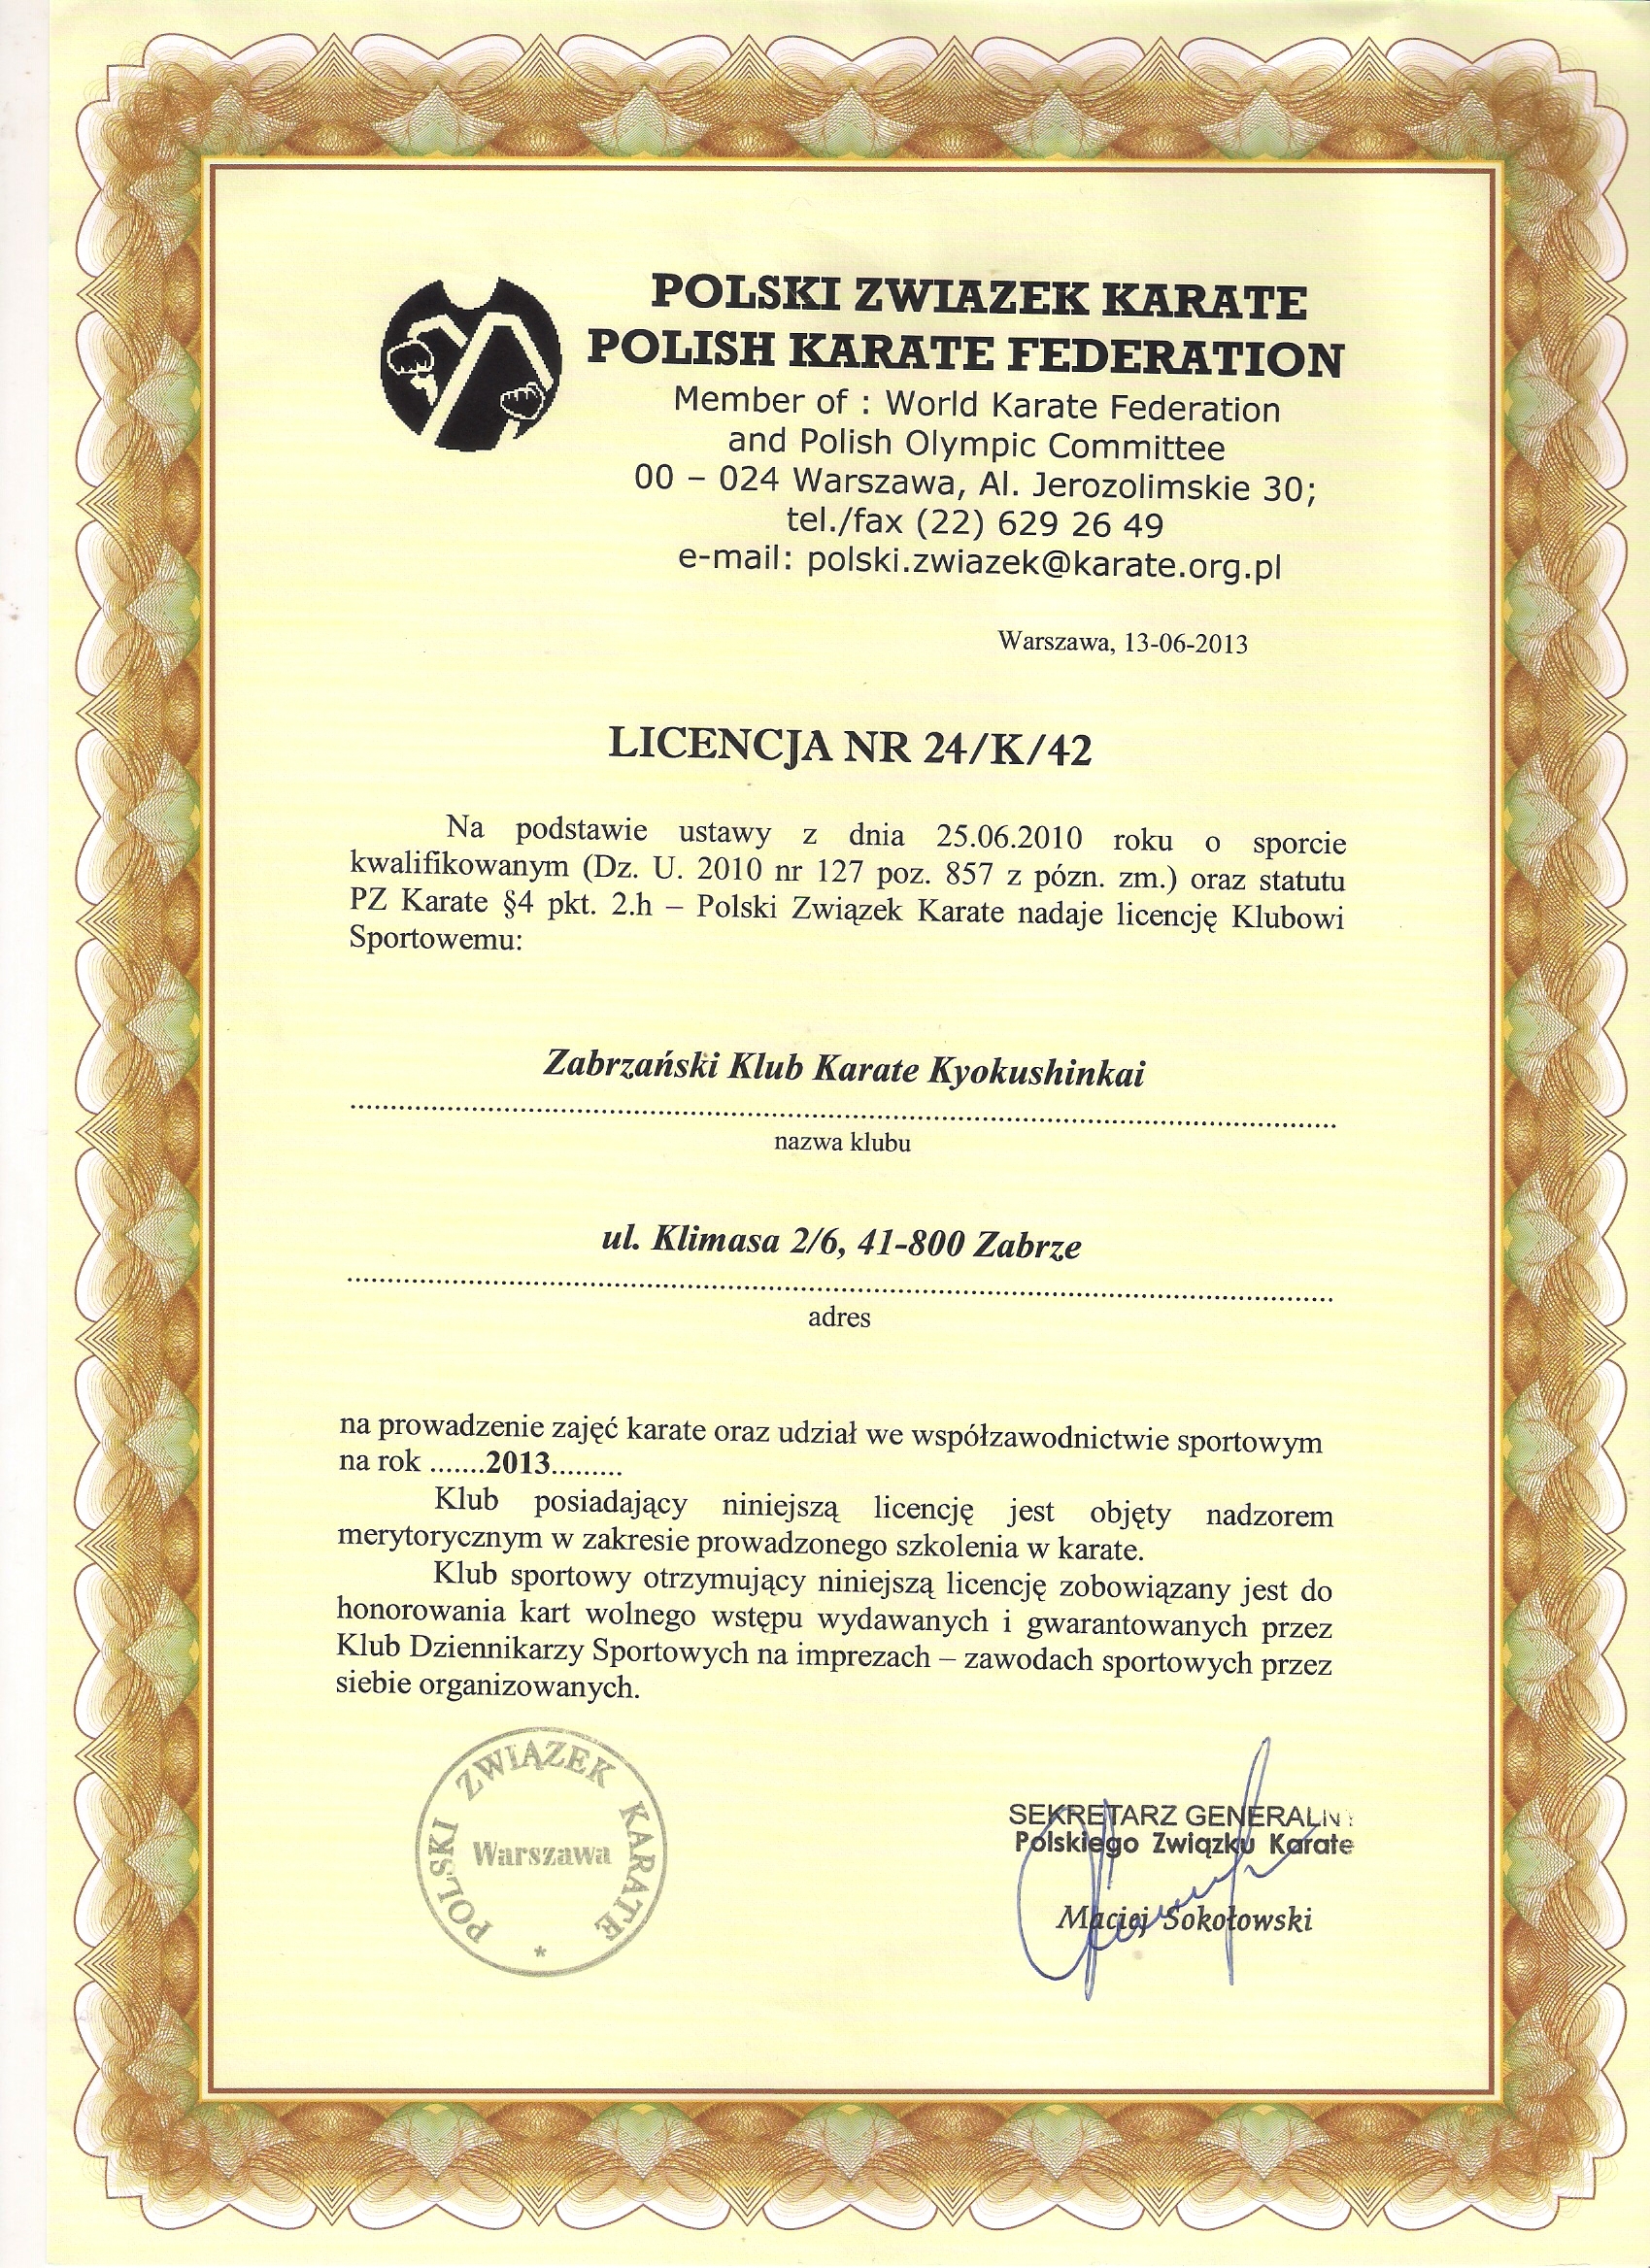 POLSKI ZWIAZEK KARATE
POLISH KARATE FEDERATION
Member of : World Karate Federation
and Polish Olympic Committee
00 – 024 Warszawa, Al. Jerozolimskie 30;
tel./fax (22) 629 26 49
e-mail: polski.zwiazek@karate.org.pl
Warszawa, 13-06-2013
LICENCJA NR 24/K/42
Na podstawie ustawy z dnia 25.06.2010 roku o sporcie
kwalifikowanym (Dz. U. 2010 nr 127 poz. 857 z pózn. zm.) oraz statutu
PZ Karate §4 pkt. 2.h – Polski Związek Karate nadaje licencję Klubowi
Sportowemu:
Zabrzański Klub Karate Kyokushinkai
nazwa klubu
ul. Klimasa 2/6, 41-800 Zabrze
adres
na prowadzenie zajęć karate oraz udział we współzawodnictwie sportowym
na rok .......2013.........
Klub posiadający niniejszą licencję jest objęty nadzorem
merytorycznym w zakresie prowadzonego szkolenia w karate.
Klub sportowy otrzymujący niniejszą licencję zobowiązany jest do
honorowania kart wolnego wstępu wydawanych i gwarantowanych przez
Klub Dziennikarzy Sportowych na imprezach – zawodach sportowych przez
siebie organizowanych.
POLSKI ZWIĄZEK KARATE
Warszawa
*
SEKRETARZ GENERALNY
Polskiego Związku Karate
Maciej Sokołowski